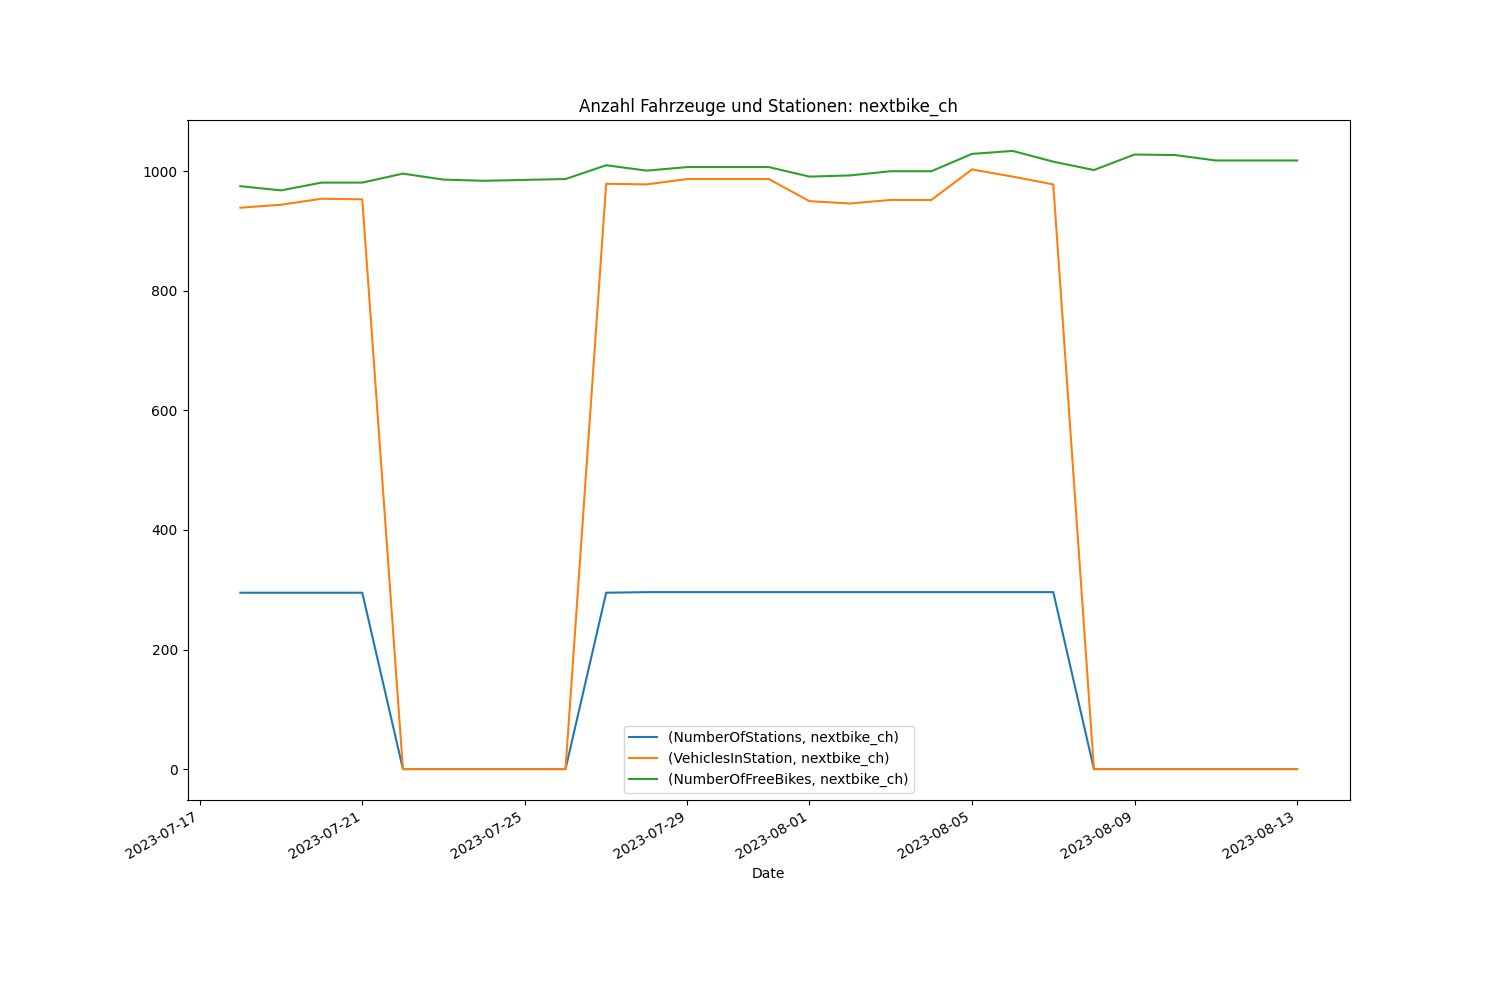 Anzahl Fahrzeuge und Stationen: nextbike_ch
1000
800
600
400
200
0
(NumberOfStations, nextbike_ch)
(VehiclesInStation, nextbike_ch)
(NumberOfFreeBikes, nextbike_ch)
2023-07-17
2023-07-21
2023-07-25
2023-07-29
2023-08-01
2023-08-05
2023-08-09
2023-08-13
Date